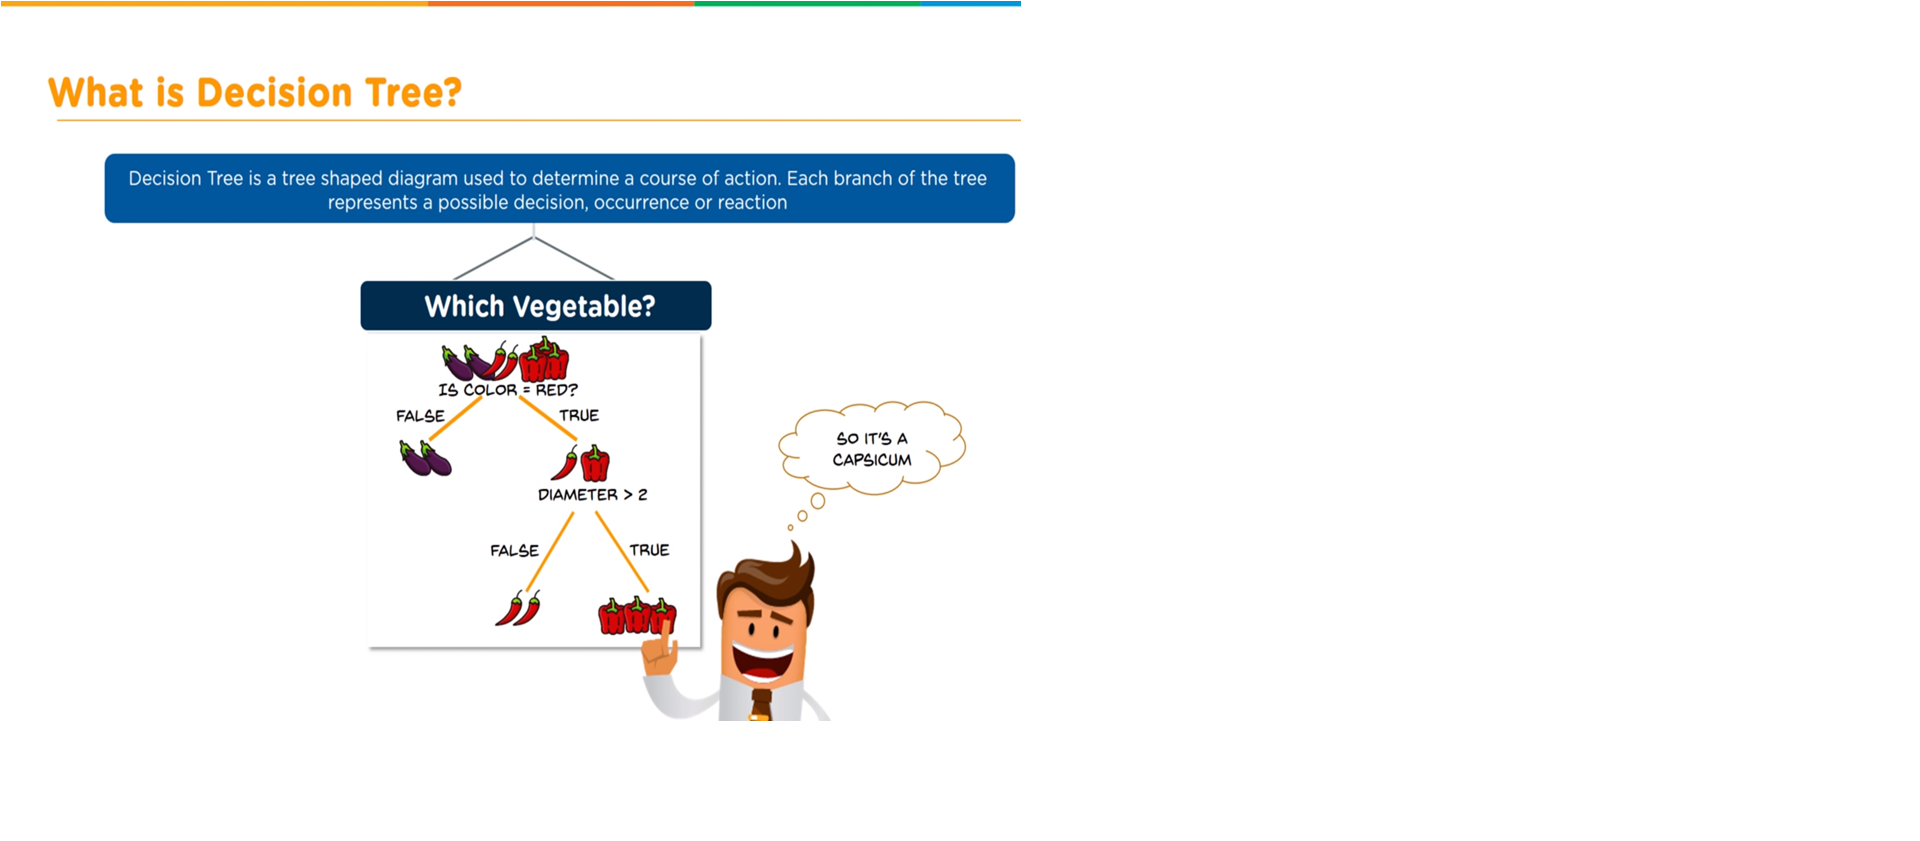 What is Decision Tree?
Decision Tree is a tree shaped diagram used to determine a course of action. Each branch of the tree
represents a possible decision, occurrence or reaction
Which Vegetable?
IS COLOR = RED?
FALSE
TRUE
DIAMETER > 2
FALSE
TRUE
SO IT'S A
CAPSICUM